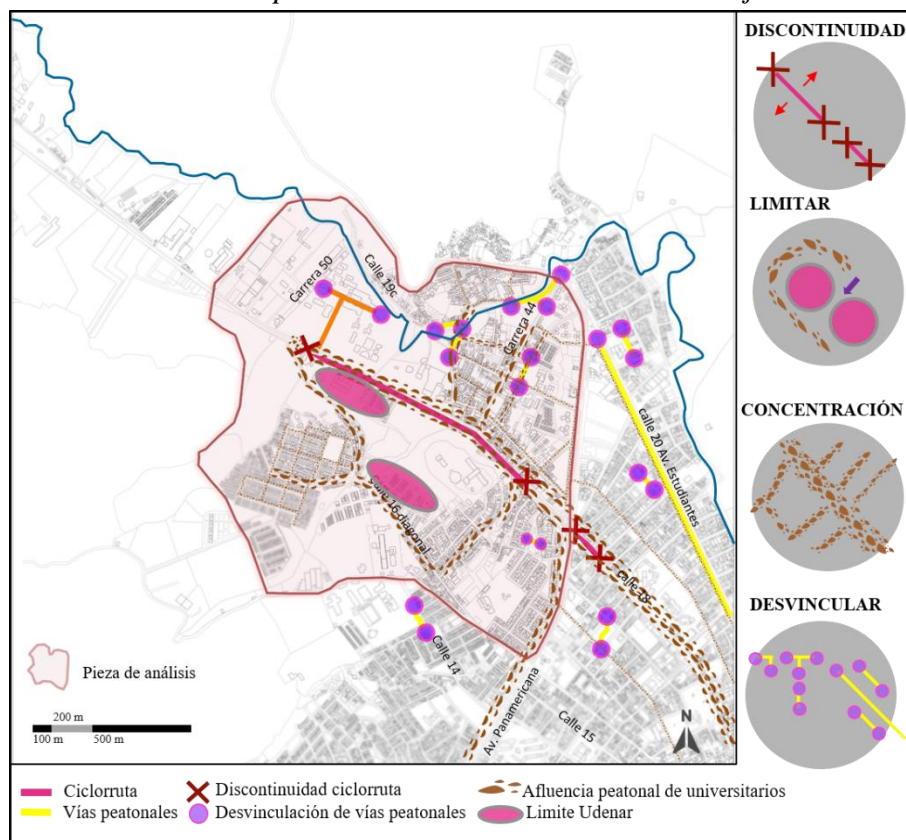 DISCONTINUIDAD
LIMITAR
CONCENTRACIÓN
DESVINCULAR
Carrera 50
Calle 19c
Carrera 44
calle 20 Av. Estudiantes
16 diagonal
calle 18
Calle 14
Av. Panamericana
Calle 15
N
Pieza de análisis
200 m
100 m
500 m
Ciclorruta
Discontinuidad ciclorruta
Afluencia peatonal de universitarios
Vías peatonales
Desvinculación de vías peatonales
Limite Udenar